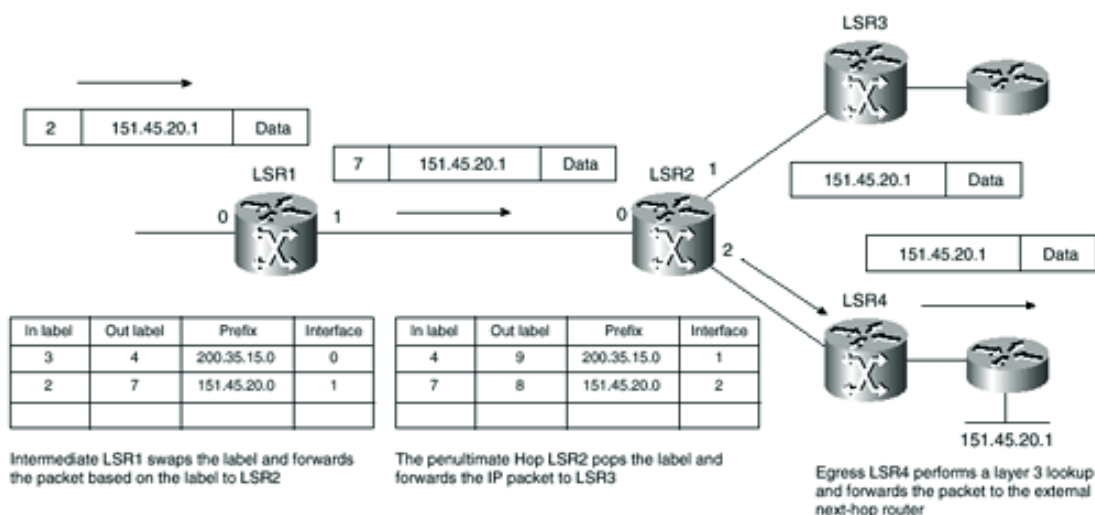 LSR3
2 151.45.20.1 Data
7 151.45.20.1 Data
LSR1
LSR2
1
151.45.20.1 Data
0
1
0
2
151.45.20.1 Data
LSR4
In label Out label Prefix Interface
3 4 200.35.15.0 0
2 7 151.45.20.0 1
In label Out label Prefix Interface
4 9 200.35.15.0 1
7 8 151.45.20.0 2
151.45.20.1
Intermediate LSR1 swaps the label and forwards
the packet based on the label to LSR2
The penultimate Hop LSR2 pops the label and
forwards the IP packet to LSR3
Egress LSR4 performs a layer 3 lookup
and forwards the packet to the external
next-hop router